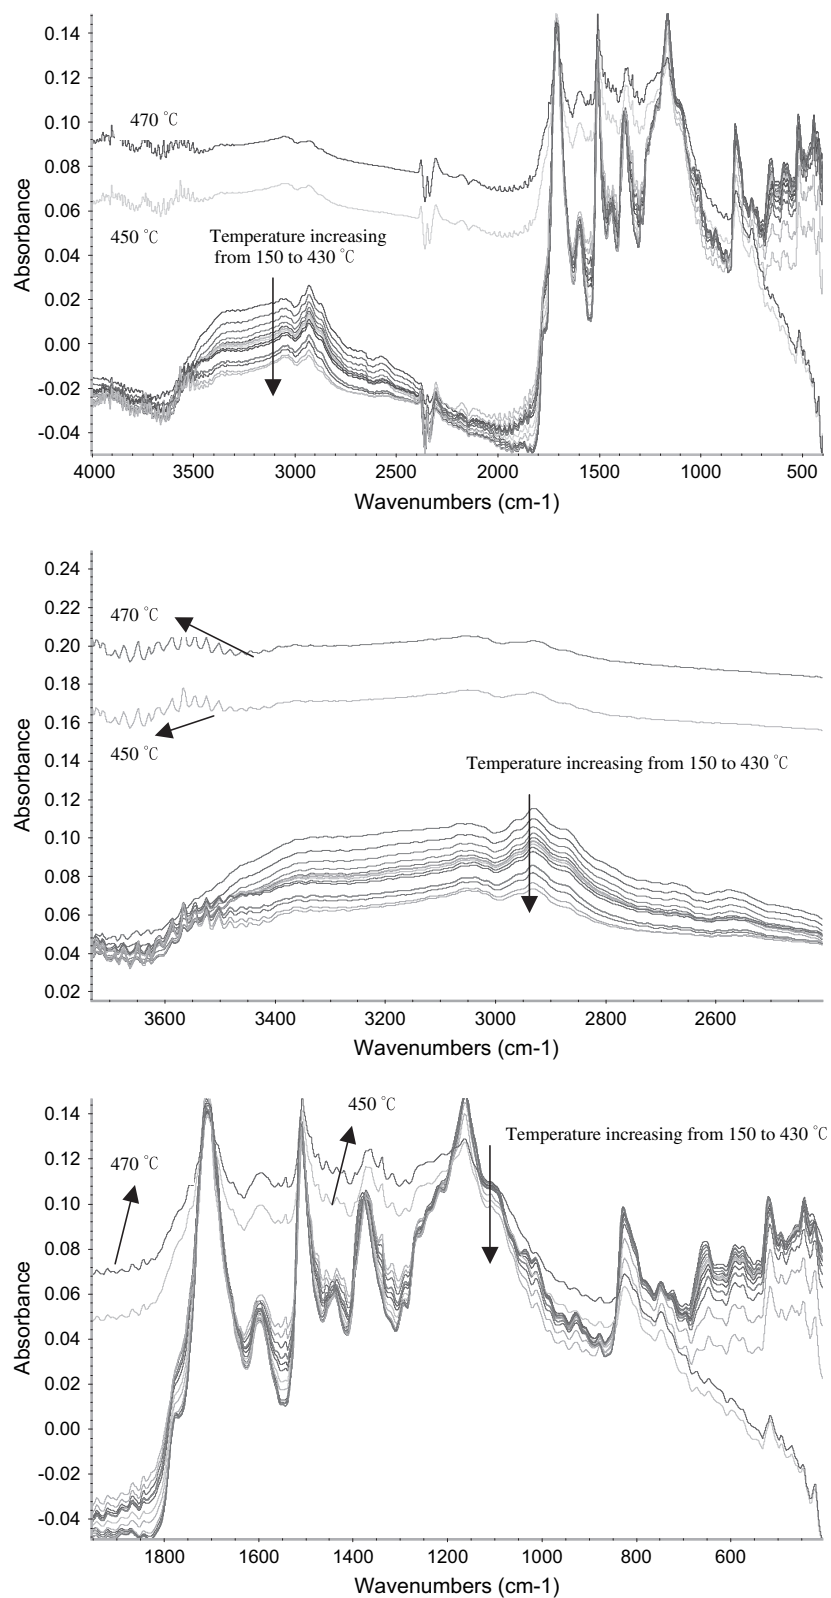 0.14
0.12
470 °C
0.10
0.08
0.06
450 °C
Temperature increasing
from 150 to 430 °C
0.04
0.02
0.00
-0.02
-0.04
Absorbance
4000 3500 3000 2500 2000 1500 1000 500
Wavenumbers (cm-1)
0.24
0.22
470 °C
0.20
0.18
0.16
450 °C
0.14
Temperature increasing from 150 to 430 °C
0.12
0.10
0.08
0.06
0.04
0.02
Absorbance
3600 3400 3200 3000 2800 2600
Wavenumbers (cm-1)
450 °C
0.14
Temperature increasing from 150 to 430 °C
0.12
470 °C
0.10
0.08
0.06
0.04
0.02
0.00
-0.02
-0.04
Absorbance
1800 1600 1400 1200 1000 800 600
Wavenumbers (cm-1)